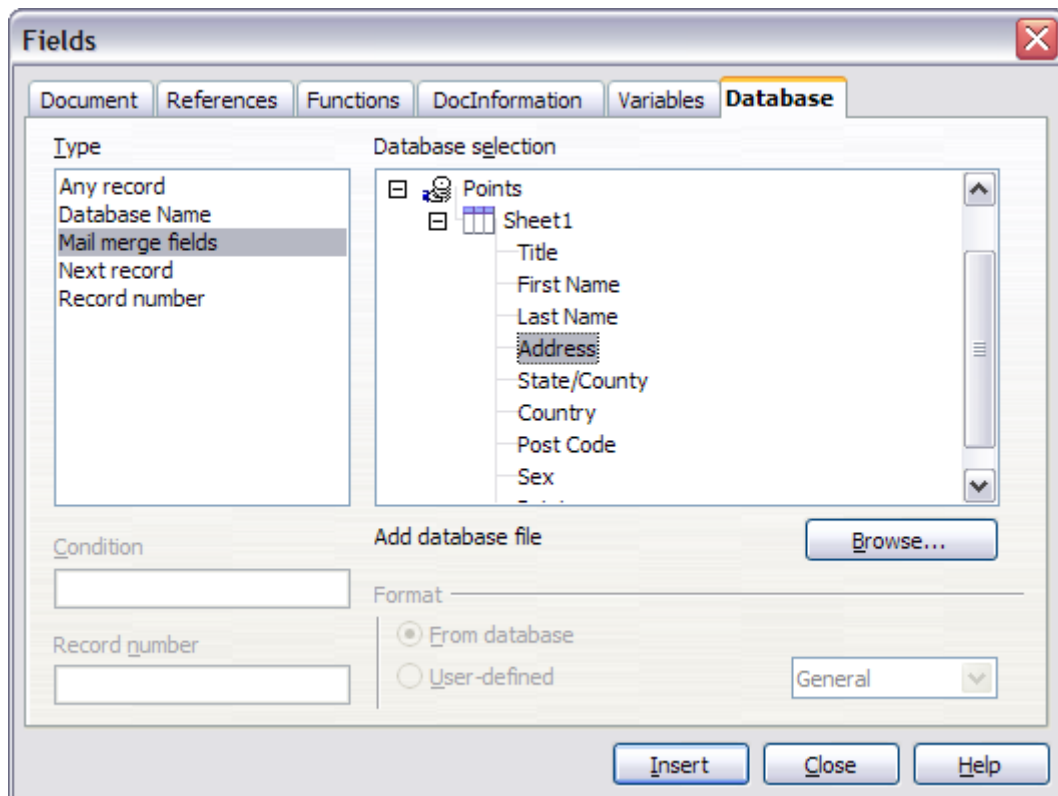 Fields
Document References Functions DocInformation Variables Database
Type
Database selection
Any record
Database Name
Mail merge fields
Next record
Record number
Points
Sheet1
Title
First Name
Last Name
Address
State/County
Country
Post Code
Sex
Condition
Add database file
Browse...
Format
Record number
From database
User-defined
General
Insert Close Help